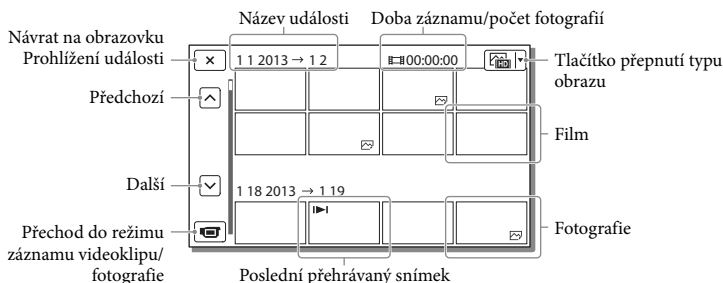 Název události
Doba záznamu/počet fotografií
Návrat na obrazovku
Prohlížení události
1 1 2013 → 1 2
00:00:00
HD
Tlačítko přepnutí typu
obrazu
Předchozí
Film
Další
1 18 2013 → 1 19
Přechod do režimu
záznamu videoklipu/
fotografie
Fotografie
Poslední přehrávaný snímek